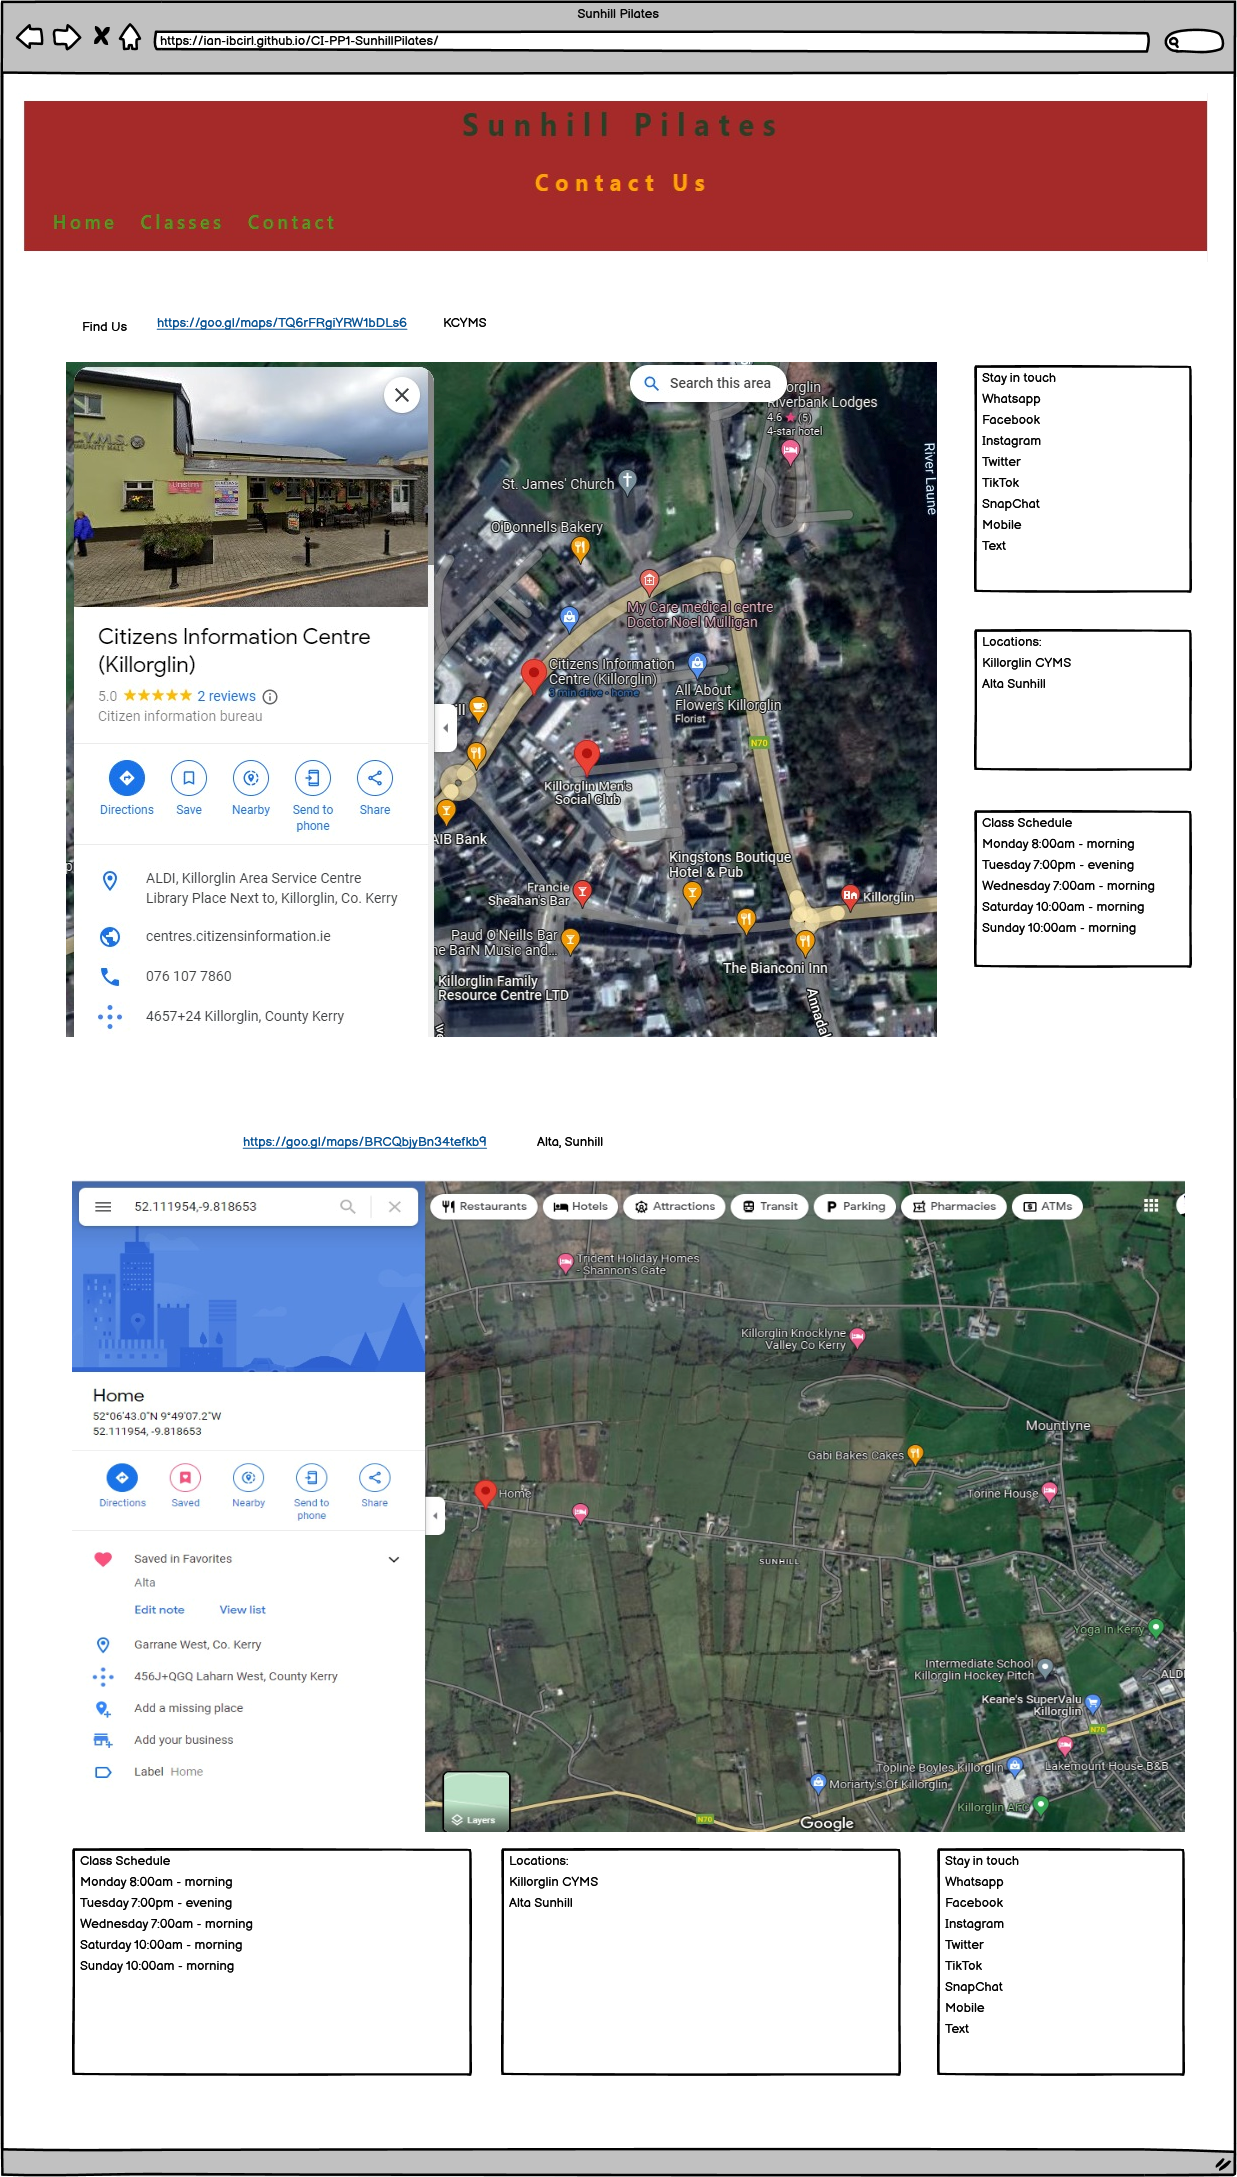 Sunhill Pilates
https://ian-ibcirl.github.io/CI-PP1-SunhillPilates/
Sunhill Pilates
Contact Us
Home Classes Contact
Find Us
https://goo.gl/maps/TQ6rFRgiYRW1bDLs6
KCYMS
C.Y.M.S.
Citizens Information Centre
(Killorglin)
5.0
2 reviews
Citizen information bureau
Directions
Save
Nearby
Send to
phone
Share
ALDI, Killorglin Area Service Centre
Library Place Next to, Killorglin, Co. Kerry
centres.citizensinformation.ie
076 107 7860
4657+24 Killorglin, County Kerry
Search this area
orglin
Riverbank Lodges
4.6 ★ (5)
4-star hotel
River Laune
St. James' Church
O'Donnells Bakery
My Care medical centre
Doctor Noel Mulligan
Citizens Information
Centre (Killorglin)
3 min drive - home
All About
Flowers Killorglin
Florist
ill
N70
Killorglin Men's
Social Club
AIB Bank
Kingstons Boutique
Hotel & Pub
Francie
Sheahan's Bar
Killorglin
Paud O'Neills Bar
he BarN Music and...
The Bianconi Inn
Killorglin Family
Resource Centre LTD
Annadal
Stay in touch
Whatsapp
Facebook
Instagram
Twitter
TikTok
SnapChat
Mobile
Text
Locations:
Killorglin CYMS
Alta Sunhill
Class Schedule
Monday 8:00am - morning
Tuesday 7:00pm - evening
Wednesday 7:00am - morning
Saturday 10:00am - morning
Sunday 10:00am - morning
https://goo.gl/maps/BRCQbjyBn34tefkb9
Alta, Sunhill
52.111954,-9.818653
Home
52°06'43.0"N 9°49'07.2"W
52.111954, -9.818653
Directions
Saved
Nearby
Send to
phone
Share
Saved in Favorites
Alta
Edit note
View list
Garrane West, Co. Kerry
456J+QGQ Laharn West, County Kerry
Add a missing place
Add your business
Label Home
Restaurants
Hotels
Attractions
Transit
Parking
Pharmacies
ATMs
Trident Holiday Homes
- Shannon's Gate
Killorglin Knocklyne
Valley Co Kerry
Mountlyne
Gabi Bakes Cakes
Torine House
Home
SUNHILL
Yoga In Kerry
Intermediate School
Killorglin Hockey Pitch
ALDI
Keane's SuperValu
Killorglin
N70
Topline Boyles Killorglin
Lakemount House B&B
Moriarty's Of Killorglin
Killorglin AFC
N70
Layers
Google
Class Schedule
Monday 8:00am - morning
Tuesday 7:00pm - evening
Wednesday 7:00am - morning
Saturday 10:00am - morning
Sunday 10:00am - morning
Locations:
Killorglin CYMS
Alta Sunhill
Stay in touch
Whatsapp
Facebook
Instagram
Twitter
TikTok
SnapChat
Mobile
Text